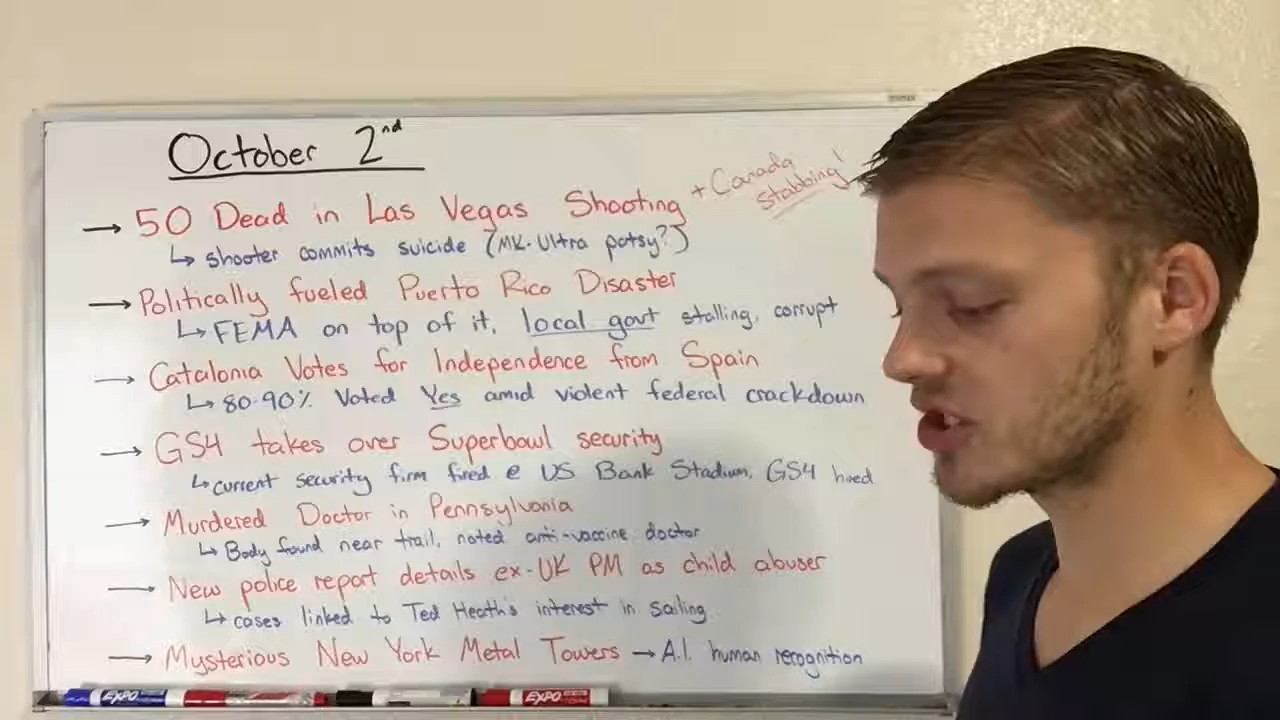 October 2nd
→ 50 Dead in Las Vegas Shooting + Canada Stabbing!
↳ shooter commits suicide (MK-Ultra patsy?)
→ Politically fueled Puerto Rico Disaster
↳ FEMA on top of it, local govt stalling, corrupt
→ Catalonia Votes for Independence from Spain
↳ 80-90% Voted Yes amid violent federal crackdown
→ GS4 takes over Superbowl security
↳ current security firm fired @ US Bank Stadium, GS4 hired
→ Murdered Doctor in Pennsylvania
↳ Body found near trail, noted anti-vaccine doctor
→ New police report details ex-UK PM as child abuser
↳ cases linked to Ted Heath's interest in sailing
→ Mysterious New York Metal Towers → A.I. human recognition
EXPO EXPO